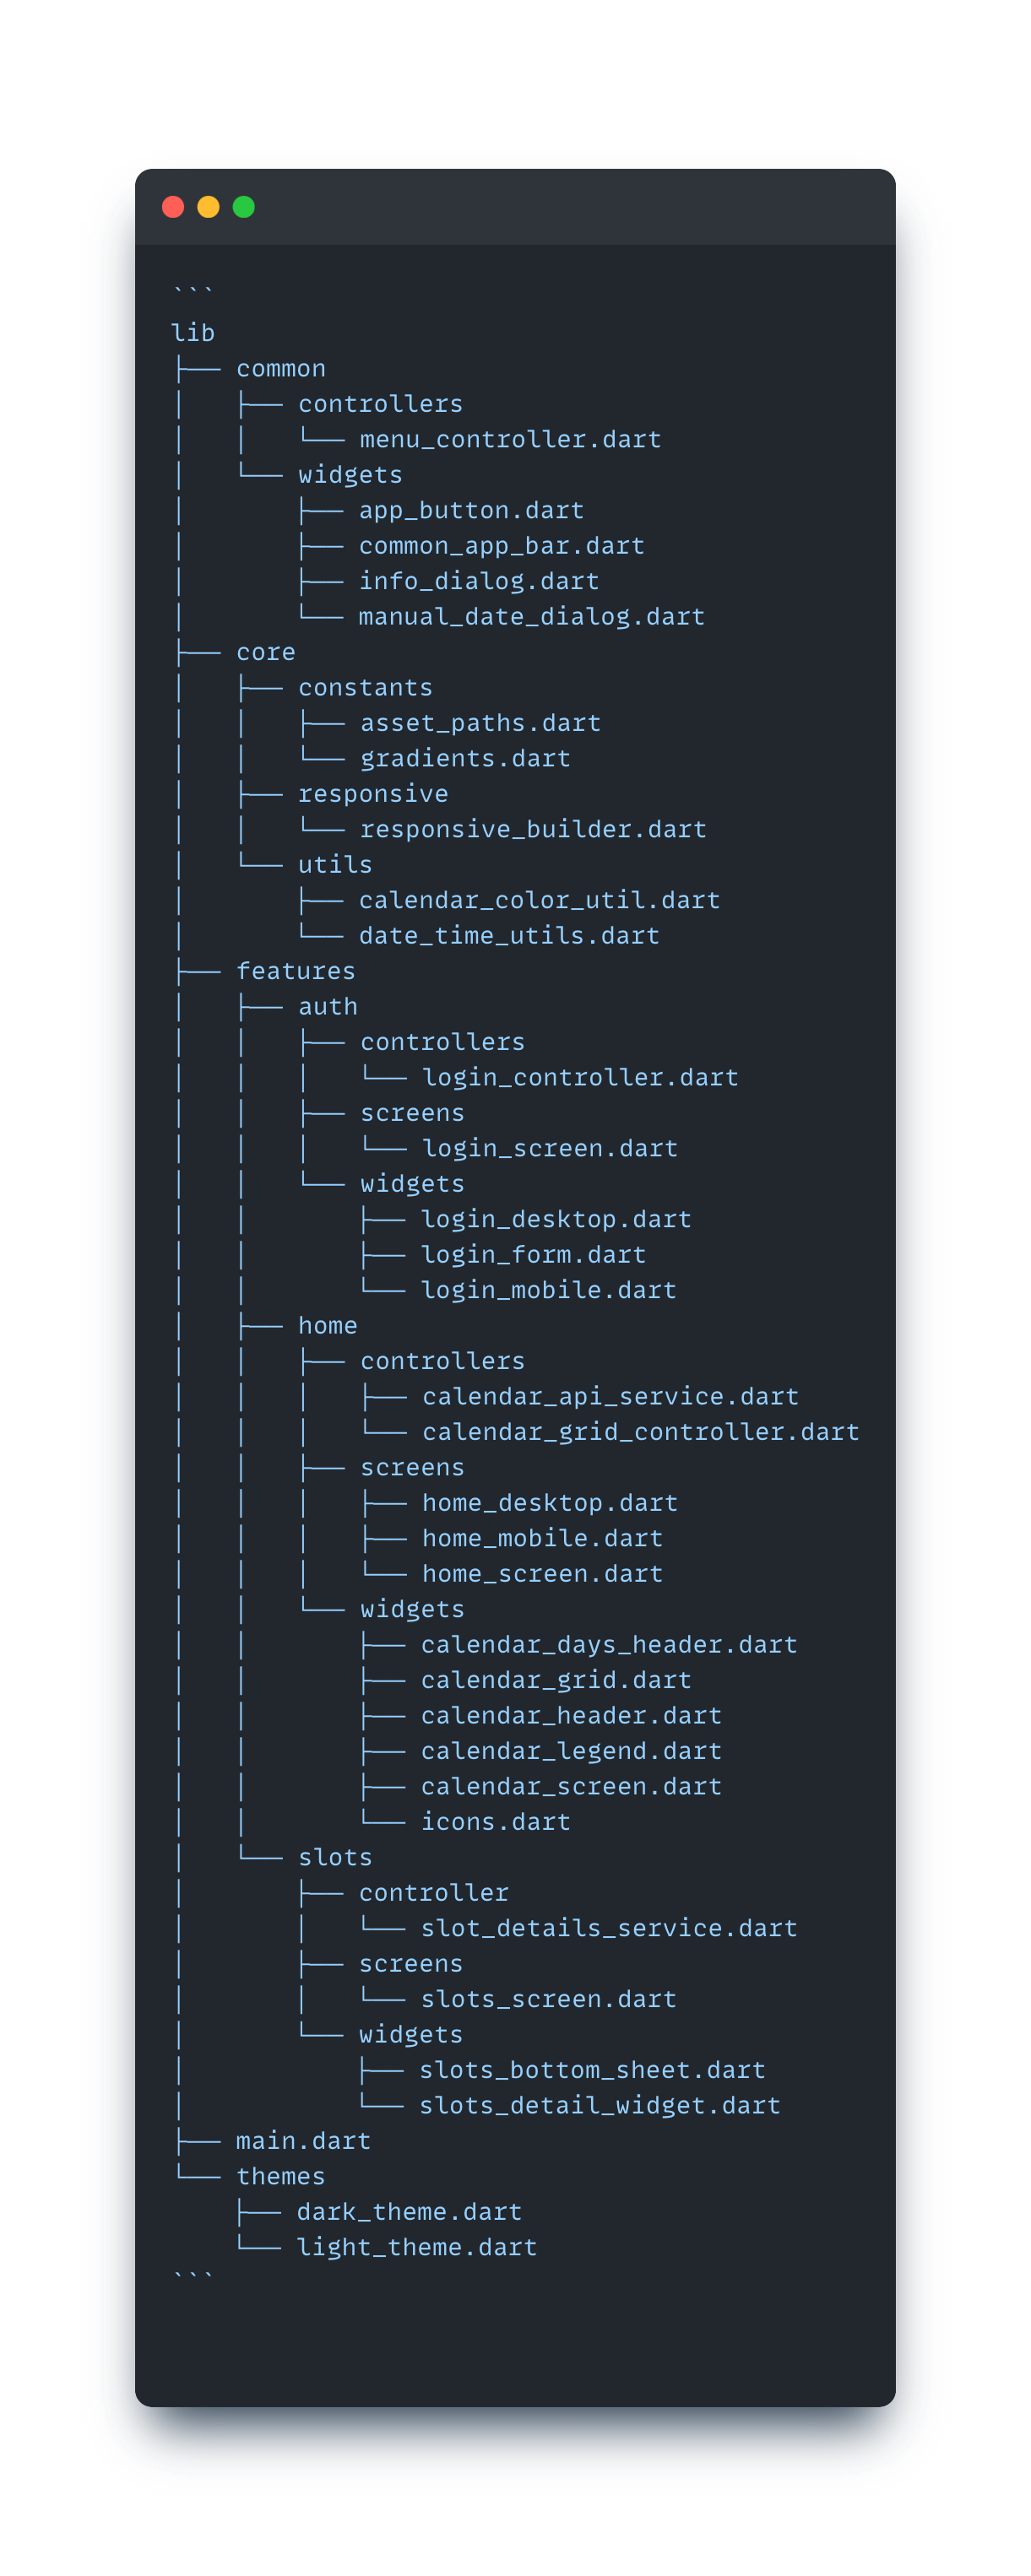 ```
lib
├── common
│   ├── controllers
│   │   └── menu_controller.dart
│   └── widgets
│       ├── app_button.dart
│       ├── common_app_bar.dart
│       ├── info_dialog.dart
│       └── manual_date_dialog.dart
├── core
│   ├── constants
│   │   ├── asset_paths.dart
│   │   └── gradients.dart
│   ├── responsive
│   │   └── responsive_builder.dart
│   └── utils
│       ├── calendar_color_util.dart
│       └── date_time_utils.dart
├── features
│   ├── auth
│   │   ├── controllers
│   │   │   └── login_controller.dart
│   │   ├── screens
│   │   │   └── login_screen.dart
│   │   └── widgets
│   │       ├── login_desktop.dart
│   │       ├── login_form.dart
│   │       └── login_mobile.dart
│   ├── home
│   │   ├── controllers
│   │   │   ├── calendar_api_service.dart
│   │   │   └── calendar_grid_controller.dart
│   │   ├── screens
│   │   │   ├── home_desktop.dart
│   │   │   ├── home_mobile.dart
│   │   │   └── home_screen.dart
│   │   └── widgets
│   │       ├── calendar_days_header.dart
│   │       ├── calendar_grid.dart
│   │       ├── calendar_header.dart
│   │       ├── calendar_legend.dart
│   │       ├── calendar_screen.dart
│   │       └── icons.dart
│   └── slots
│       ├── controller
│       │   └── slot_details_service.dart
│       ├── screens
│       │   └── slots_screen.dart
│       └── widgets
│           ├── slots_bottom_sheet.dart
│           └── slots_detail_widget.dart
├── main.dart
└── themes
    ├── dark_theme.dart
    └── light_theme.dart
```